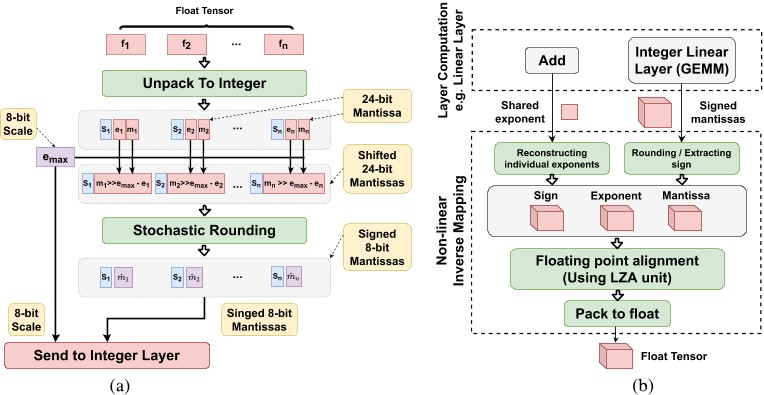 Float Tensor
f1 f2 ... fn
Unpack To Integer
8-bit
Scale
24-bit
Mantissa
S1 e1 m1 S2 e2 m2 ... Sn en mn
emax
Shifted
24-bit
Mantissas
S1 m1>>emax - e1 S2 m2>>emax - e2 ... Sn mn >> emax - en
Stochastic Rounding
Signed
8-bit
Mantissas
S1 m̂1 S2 m̂2 ... Sn m̂n
8-bit
Scale
Singed 8-bit
Mantissas
Send to Integer Layer
(a)
Layer Computation
e.g. Linear Layer
Add
Integer Linear
Layer (GEMM)
Shared
exponent
Signed
mantissas
Non-linear
Inverse Mapping
Reconstructing
individual exponents
Rounding / Extracting
sign
Sign Exponent Mantissa
Floating point alignment
(Using LZA unit)
Pack to float
Float Tensor
(b)